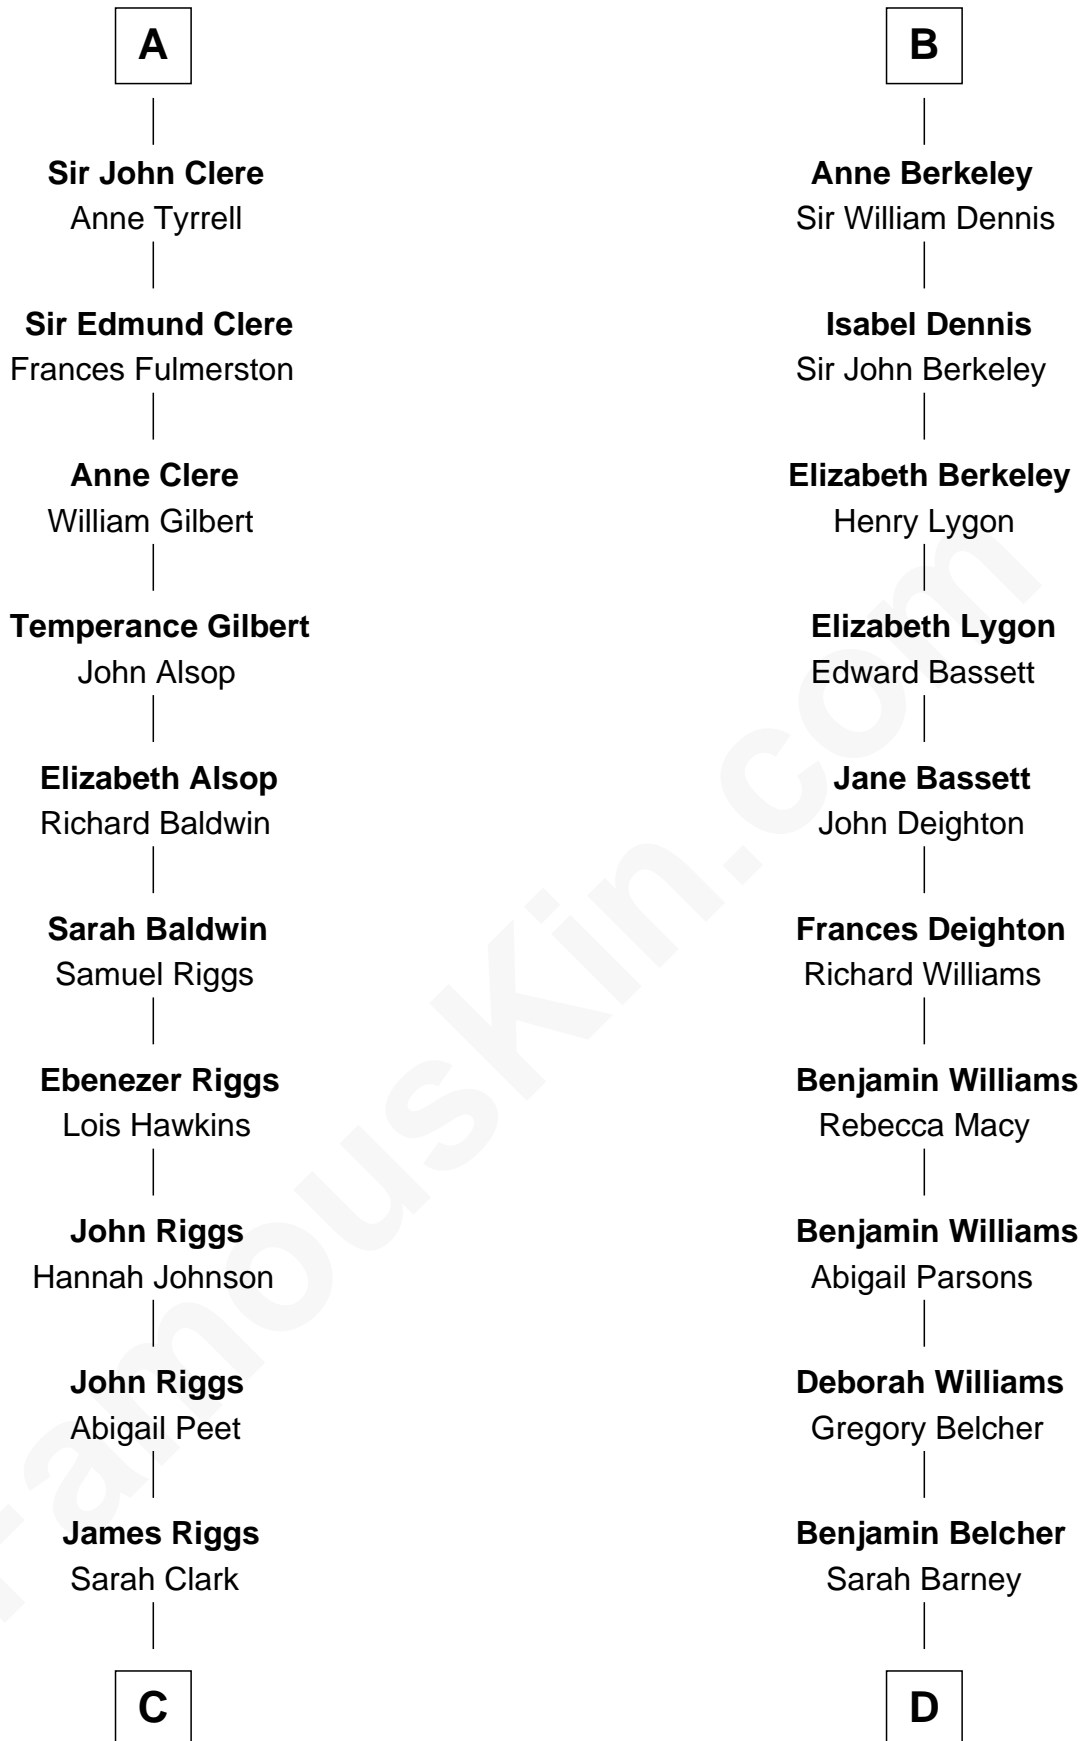 A
Sir John Clere
Anne Tyrrell
Sir Edmund Clere
Frances Fulmerston
Anne Clere
William Gilbert
Temperance Gilbert
John Alsop
Elizabeth Alsop
Richard Baldwin
Sarah Baldwin
Samuel Riggs
Ebenezer Riggs
Lois Hawkins
John Riggs
Hannah Johnson
John Riggs
Abigail Peet
James Riggs
Sarah Clark
C
B
Anne Berkeley
Sir William Dennis
Isabel Dennis
Sir John Berkeley
Elizabeth Berkeley
Henry Lygon
Elizabeth Lygon
Edward Bassett
Jane Bassett
John Deighton
Frances Deighton
Richard Williams
Benjamin Williams
Rebecca Macy
Benjamin Williams
Abigail Parsons
Deborah Williams
Gregory Belcher
Benjamin Belcher
Sarah Barney
D
FamousKin.com